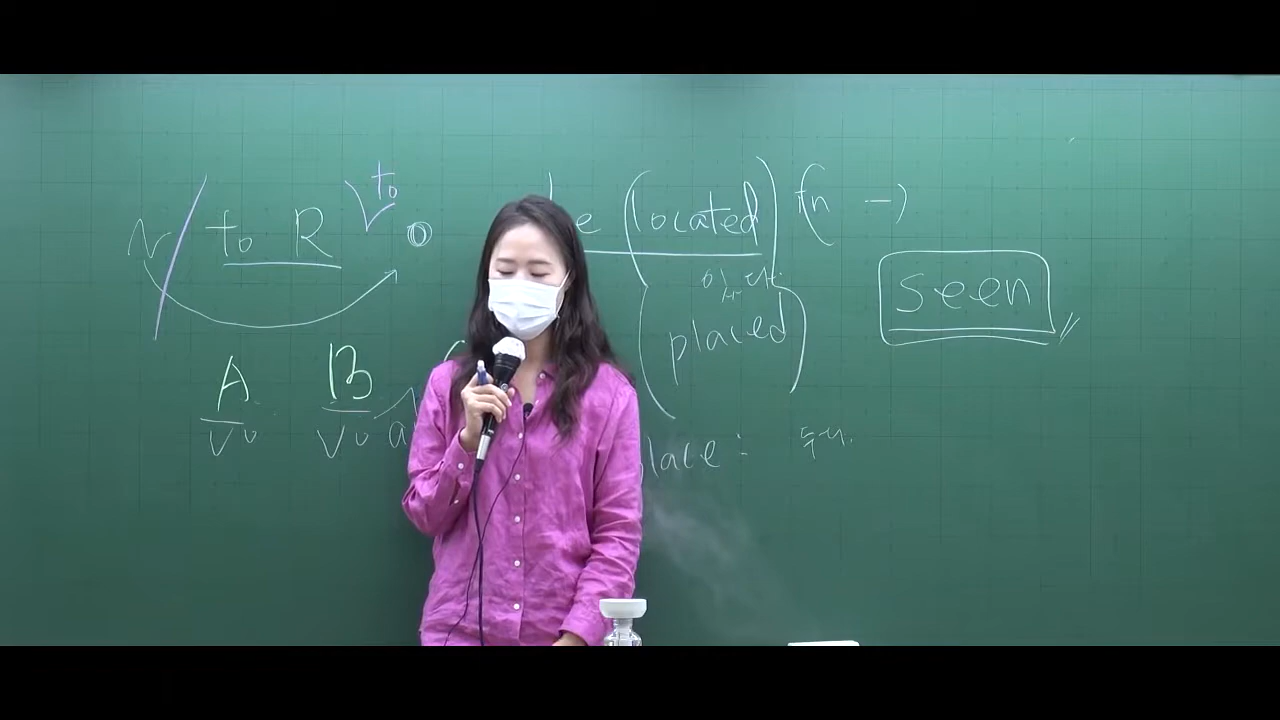 to
N / to R V o be (located) (in -)
있다.
seen
(placed)
A B
place : 두다.